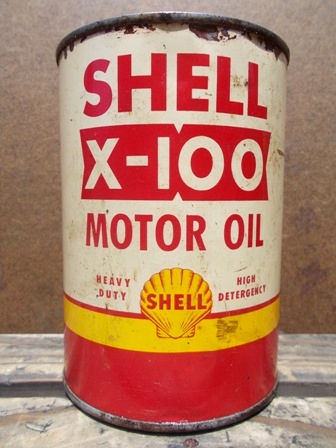 SHELL
X-100
MOTOR OIL
HEAVY DUTY
HIGH DETERGENCY
SHELL